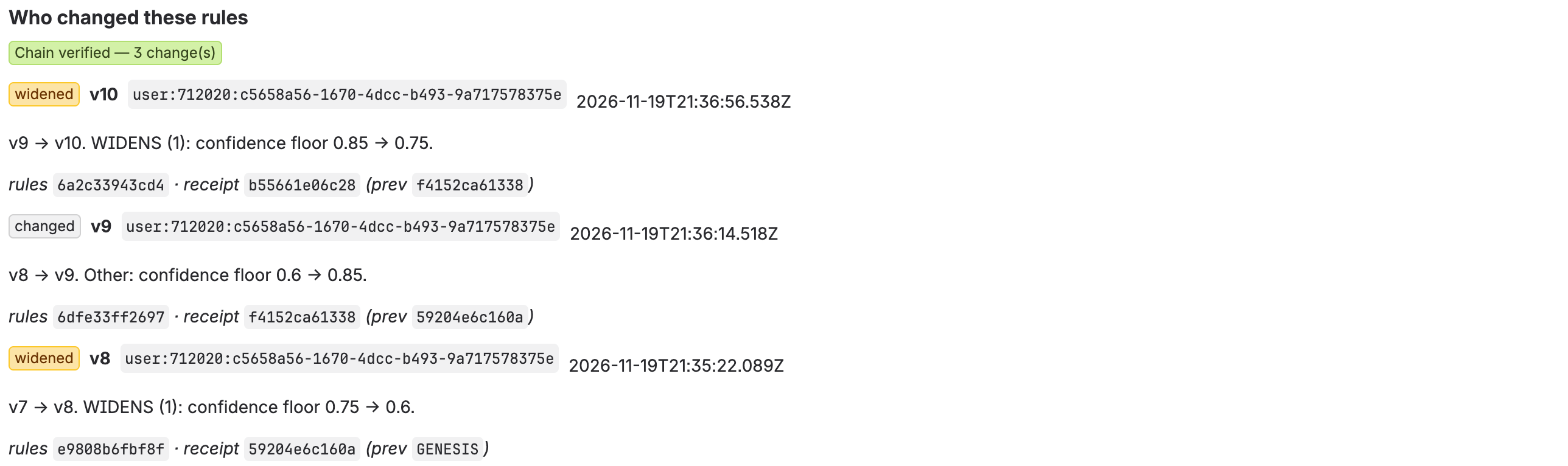 Who changed these rules
Chain verified — 3 change(s)
widened v10 user:712020:c5658a56-1670-4dcc-b493-9a717578375e 2026-11-19T21:36:56.538Z
v9 → v10. WIDENS (1): confidence floor 0.85 → 0.75.
rules 6a2c33943cd4 · receipt b55661e06c28 (prev f4152ca61338)
changed v9 user:712020:c5658a56-1670-4dcc-b493-9a717578375e 2026-11-19T21:36:14.518Z
v8 → v9. Other: confidence floor 0.6 → 0.85.
rules 6dfe33ff2697 · receipt f4152ca61338 (prev 59204e6c160a)
widened v8 user:712020:c5658a56-1670-4dcc-b493-9a717578375e 2026-11-19T21:35:22.089Z
v7 → v8. WIDENS (1): confidence floor 0.75 → 0.6.
rules e9808b6fbf8f · receipt 59204e6c160a (prev GENESIS)